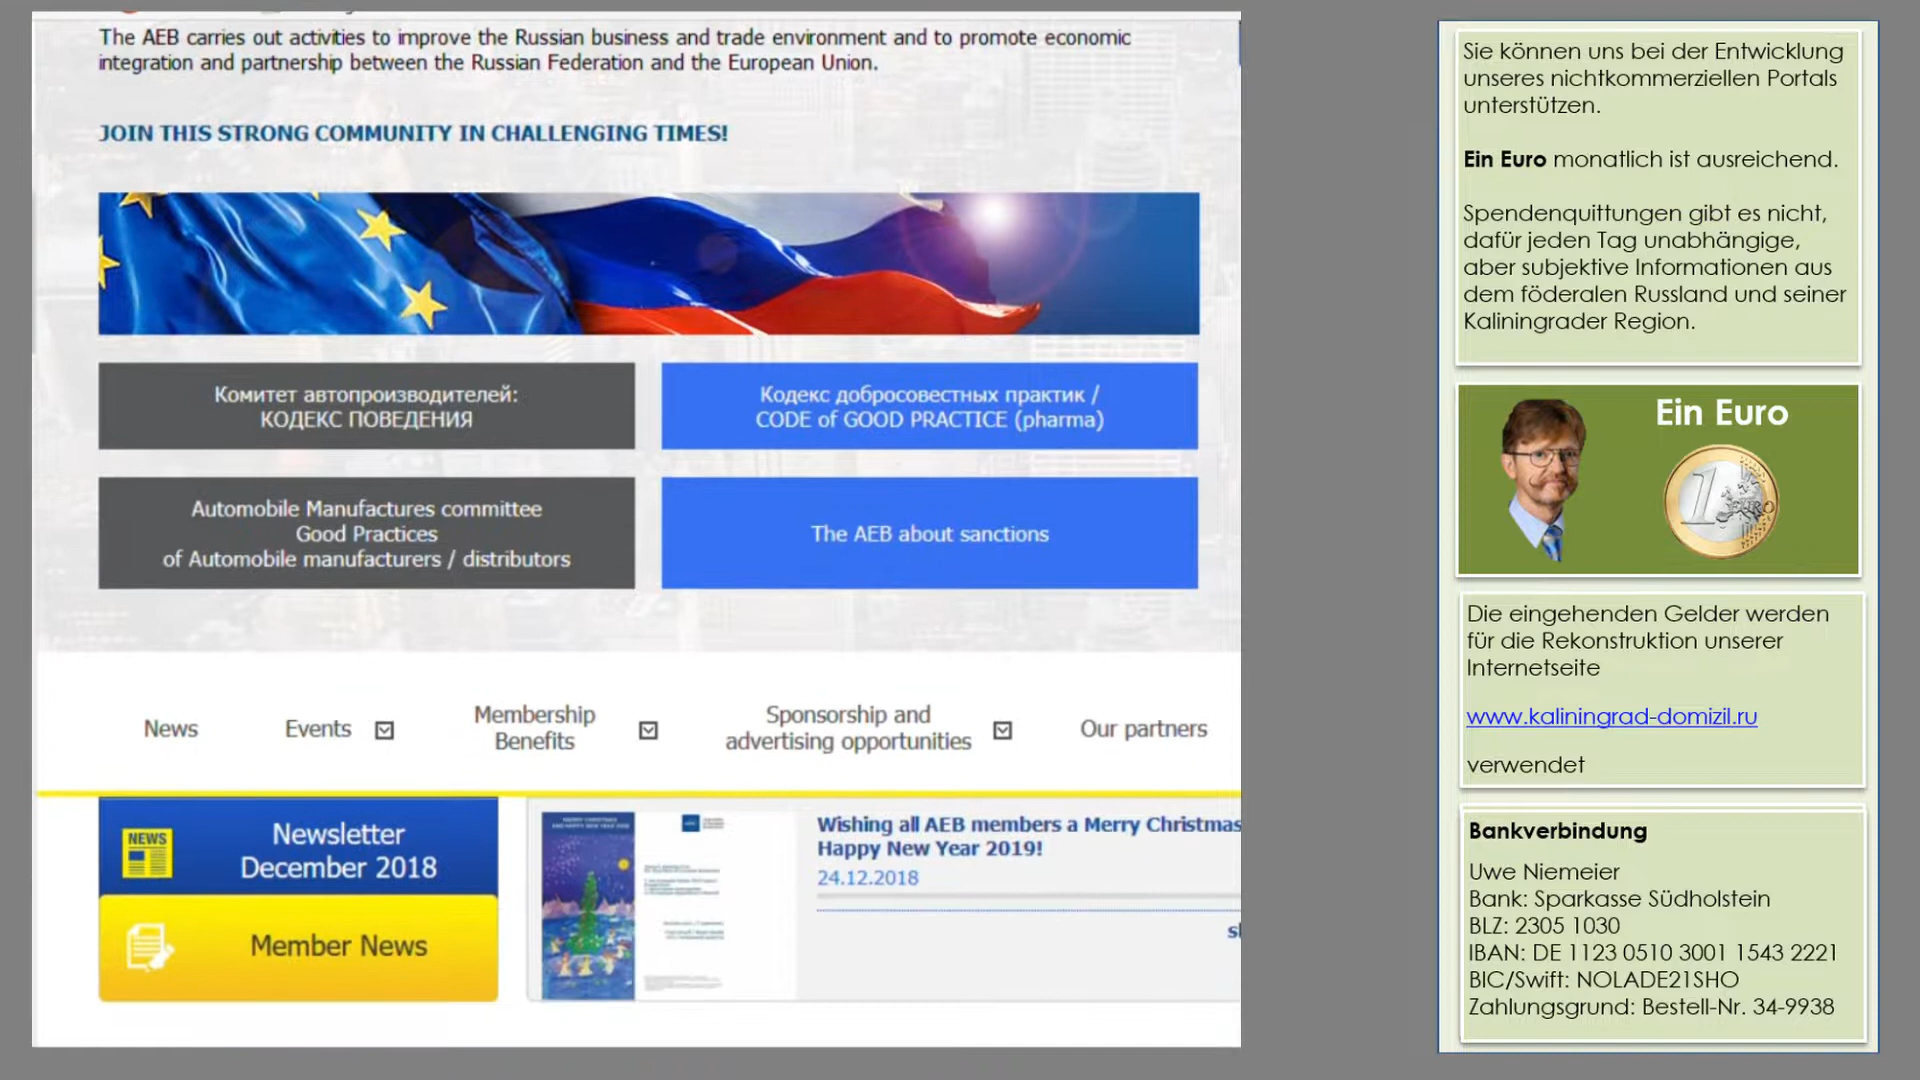 The AEB carries out activities to improve the Russian business and trade environment and to promote economic
integration and partnership between the Russian Federation and the European Union.
JOIN THIS STRONG COMMUNITY IN CHALLENGING TIMES!
Комитет автопроизводителей:
КОДЕКС ПОВЕДЕНИЯ
Кодекс добросовестных практик /
CODE of GOOD PRACTICE (pharma)
Automobile Manufactures committee
Good Practices
of Automobile manufacturers / distributors
The AEB about sanctions
News
Events
Membership
Benefits
Sponsorship and
advertising opportunities
Our partners
NEWS
Newsletter
December 2018
Member News
Wishing all AEB members a Merry Christmas
Happy New Year 2019!
24.12.2018
Sie können uns bei der Entwicklung
unseres nichtkommerziellen Portals
unterstützen.
Ein Euro monatlich ist ausreichend.
Spendenquittungen gibt es nicht,
dafür jeden Tag unabhängige,
aber subjektive Informationen aus
dem föderalen Russland und seiner
Kaliningrader Region.
Ein Euro
1 EURO
Die eingehenden Gelder werden
für die Rekonstruktion unserer
Internetseite
www.kaliningrad-domizil.ru
verwendet
Bankverbindung
Uwe Niemeier
Bank: Sparkasse Südholstein
BLZ: 2305 1030
IBAN: DE 1123 0510 3001 1543 2221
BIC/Swift: NOLADE21SHO
Zahlungsgrund: Bestell-Nr. 34-9938